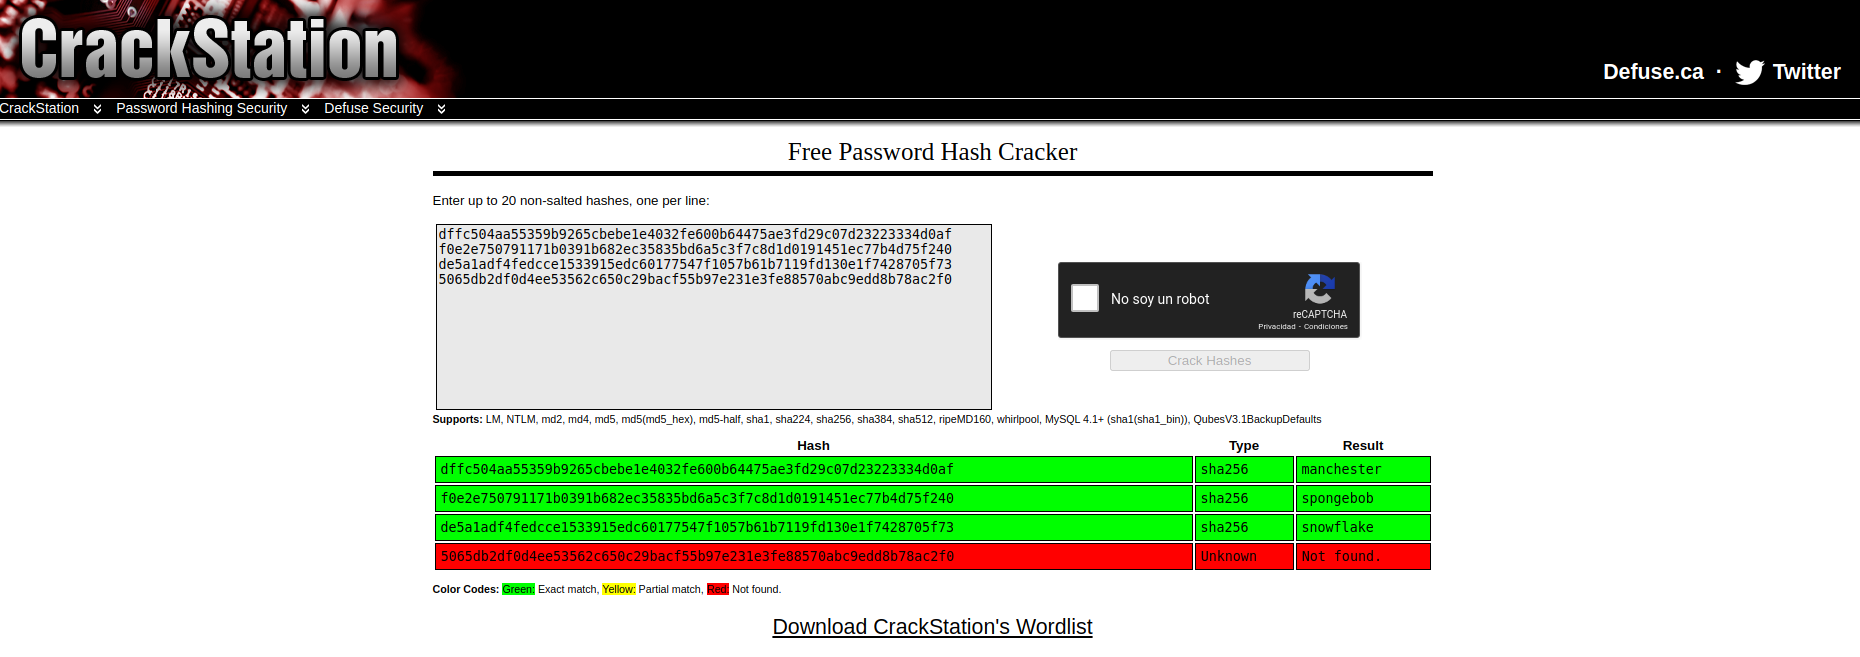 CrackStation
Defuse.ca · Twitter
CrackStation Password Hashing Security Defuse Security
Free Password Hash Cracker
Enter up to 20 non-salted hashes, one per line:
dffc504aa55359b9265cbebe1e4032fe600b64475ae3fd29c07d23223334d0af
f0e2e750791171b0391b682ec35835bd6a5c3f7c8d1d0191451ec77b4d75f240
de5a1adf4fedcce1533915edc60177547f1057b61b7119fd130e1f7428705f73
5065db2df0d4ee53562c650c29bacf55b97e231e3fe88570abc9edd8b78ac2f0
No soy un robot
reCAPTCHA
Privacidad - Condiciones
Crack Hashes
Supports: LM, NTLM, md2, md4, md5, md5(md5_hex), md5-half, sha1, sha224, sha256, sha384, sha512, ripeMD160, whirlpool, MySQL 4.1+ (sha1(sha1_bin)), QubesV3.1BackupDefaults
Hash Type Result
dffc504aa55359b9265cbebe1e4032fe600b64475ae3fd29c07d23223334d0af sha256 manchester
f0e2e750791171b0391b682ec35835bd6a5c3f7c8d1d0191451ec77b4d75f240 sha256 spongebob
de5a1adf4fedcce1533915edc60177547f1057b61b7119fd130e1f7428705f73 sha256 snowflake
5065db2df0d4ee53562c650c29bacf55b97e231e3fe88570abc9edd8b78ac2f0 Unknown Not found.
Color Codes: Green: Exact match, Yellow: Partial match, Red: Not found.
Download CrackStation's Wordlist